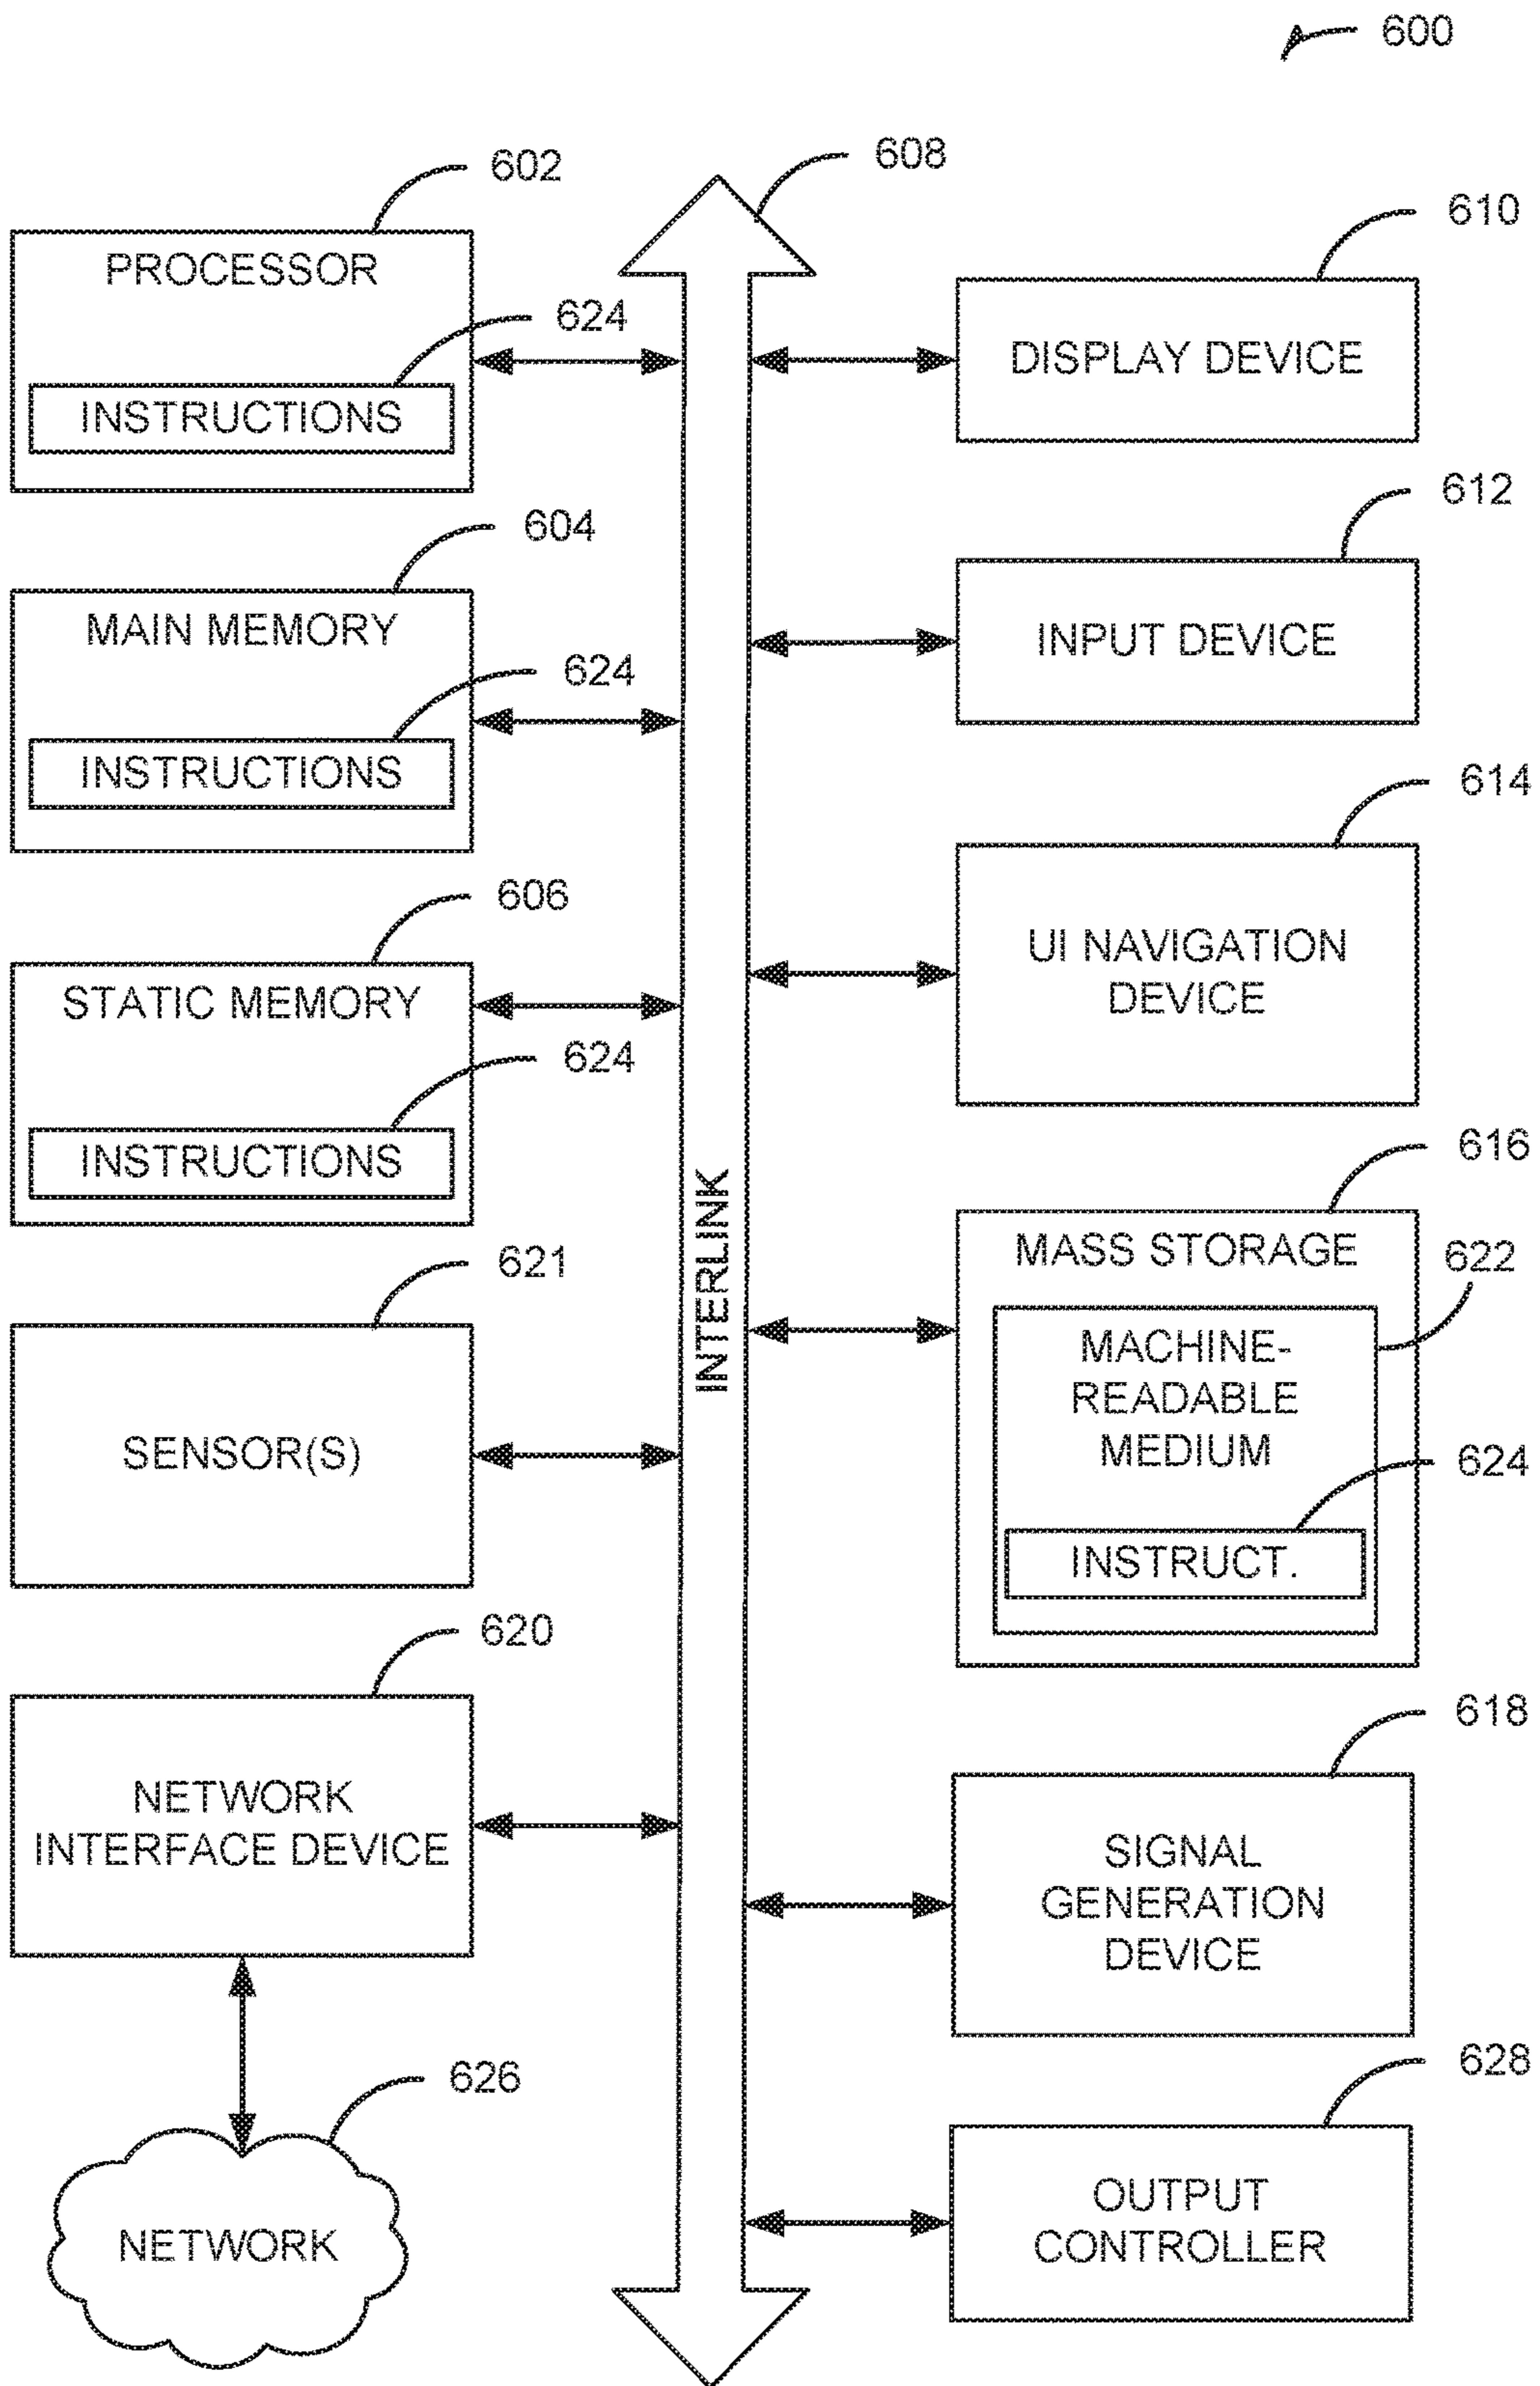 600
602
PROCESSOR
624
INSTRUCTIONS
604
MAIN MEMORY
624
INSTRUCTIONS
606
STATIC MEMORY
624
INSTRUCTIONS
621
SENSOR(S)
620
NETWORK
INTERFACE DEVICE
626
NETWORK
608
INTERLINK
610
DISPLAY DEVICE
612
INPUT DEVICE
614
UI NAVIGATION
DEVICE
616
MASS STORAGE
622
MACHINE-
READABLE
MEDIUM
624
INSTRUCT.
618
SIGNAL
GENERATION
DEVICE
628
OUTPUT
CONTROLLER